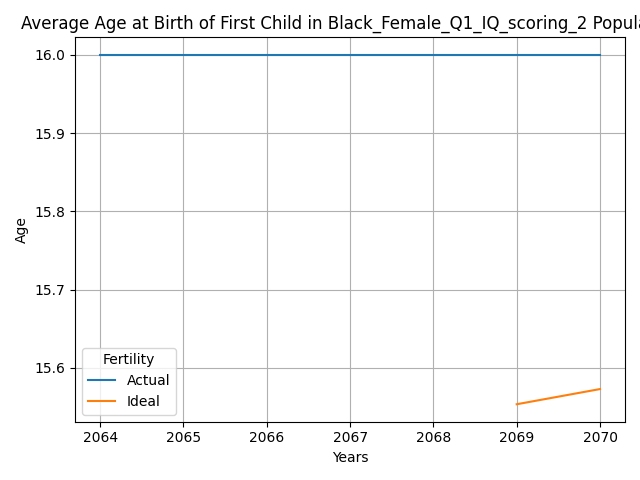 Average Age at Birth of First Child in Black_Female_Q1_IQ_scoring_2 Popula
16.0
15.9
15.8
15.7
15.6
Age
Fertility
Actual
Ideal
2064 2065 2066 2067 2068 2069 2070
Years